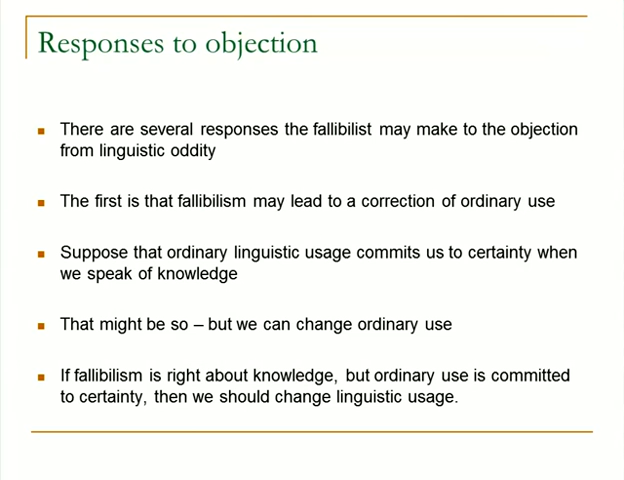 Responses to objection
There are several responses the fallibilist may make to the objection
from linguistic oddity
The first is that fallibilism may lead to a correction of ordinary use
Suppose that ordinary linguistic usage commits us to certainty when
we speak of knowledge
That might be so – but we can change ordinary use
If fallibilism is right about knowledge, but ordinary use is committed
to certainty, then we should change linguistic usage.